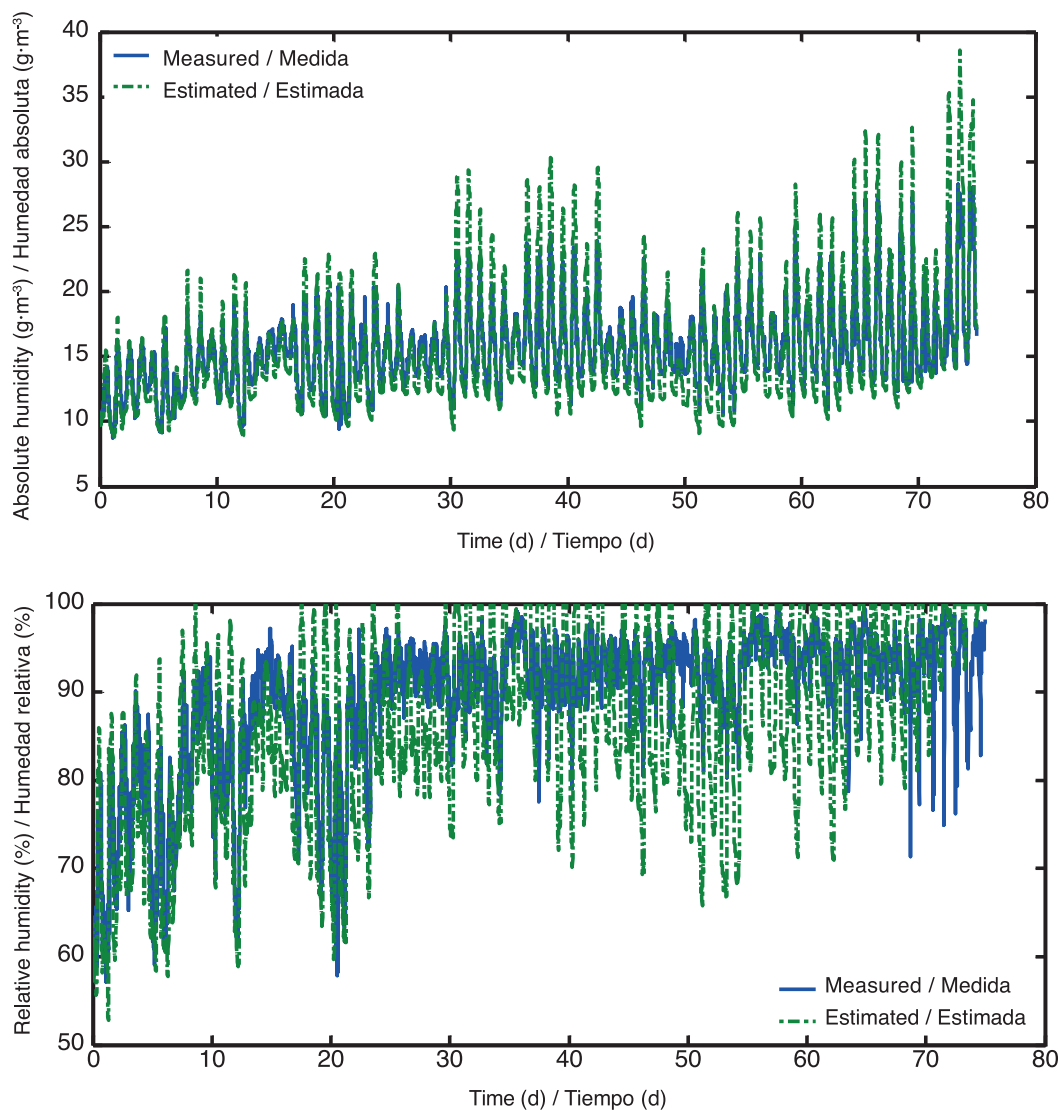 Absolute humidity (g·m⁻³) / Humedad absoluta (g·m⁻³)
40
35
30
25
20
15
10
5
Measured / Medida
Estimated / Estimada
0 10 20 30 40 50 60 70 80
Time (d) / Tiempo (d)
Relative humidity (%) / Humedad relativa (%
100
90
80
70
60
50
Measured / Medida
Estimated / Estimada
0 10 20 30 40 50 60 70 80
Time (d) / Tiempo (d)